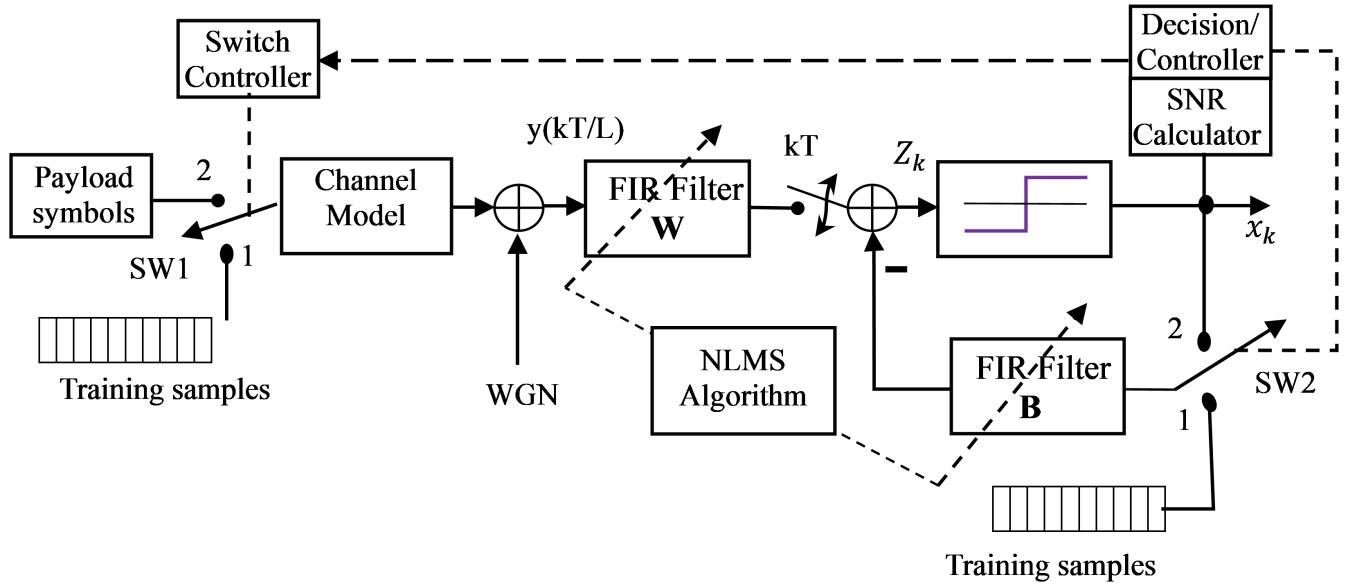 Decision/
Controller
Switch
Controller
SNR
Calculator
y(kT/L)
kT
Z_k
Payload
symbols
2
Channel
Model
FIR Filter
W
x_k
SW1
1
2
NLMS
Algorithm
FIR Filter
B
SW2
1
WGN
Training samples
Training samples